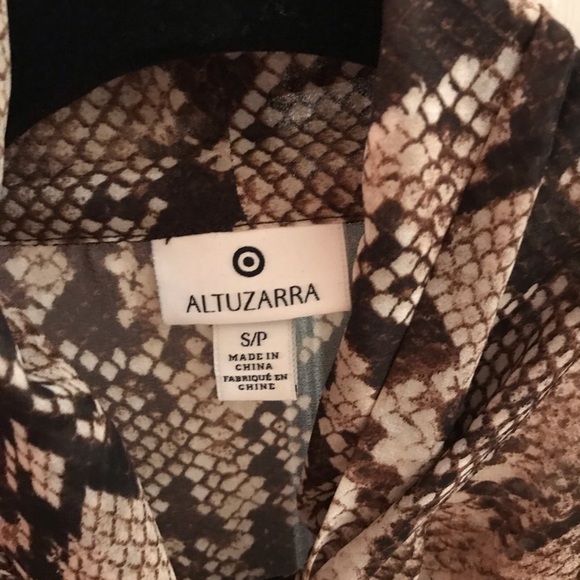 ALTUZARRA
S/P
MADE IN
CHINA
FABRIQUÉ EN
CHINE